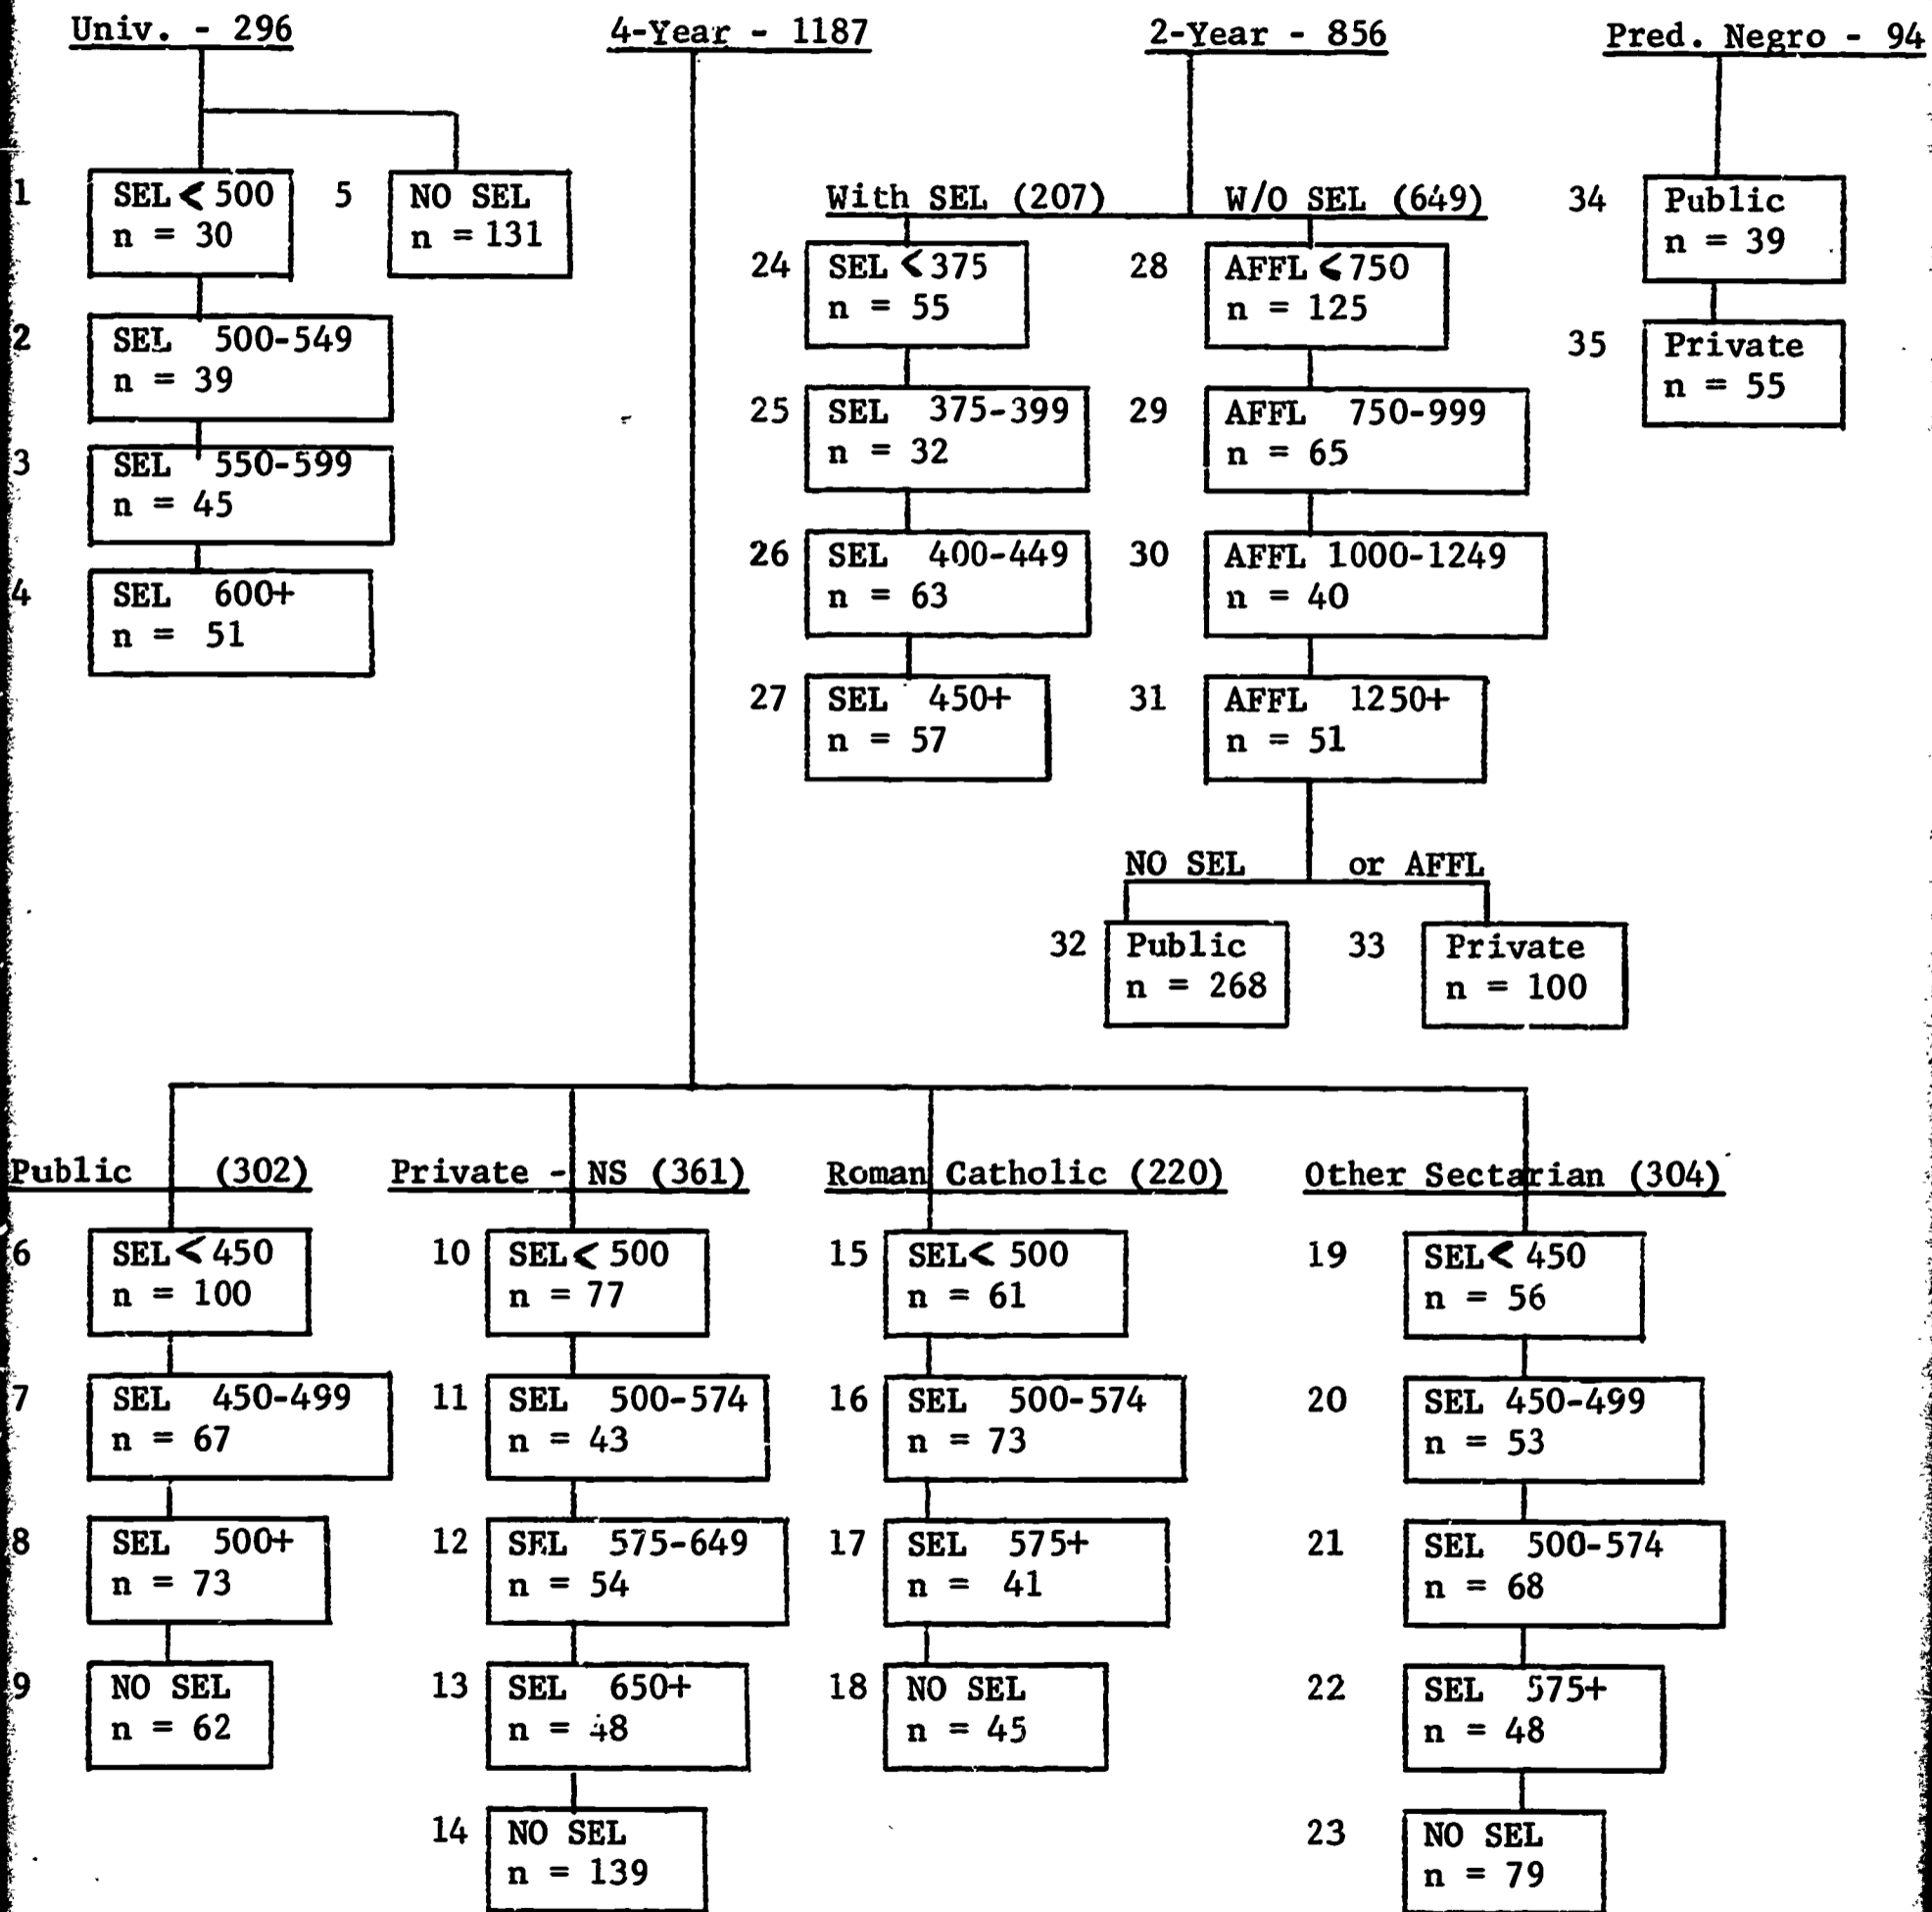 Univ. - 296
4-Year - 1187
2-Year - 856
Pred. Negro - 94
1
SEL < 500
n = 30
5
NO SEL
n = 131
2
SEL 500-549
n = 39
3
SEL 550-599
n = 45
4
SEL 600+
n = 51
With SEL (207)
W/O SEL (649)
24
SEL < 375
n = 55
25
SEL 375-399
n = 32
26
SEL 400-449
n = 63
27
SEL 450+
n = 57
28
AFFL < 750
n = 125
29
AFFL 750-999
n = 65
30
AFFL 1000-1249
n = 40
31
AFFL 1250+
n = 51
NO SEL or AFFL
32
Public
n = 268
33
Private
n = 100
34
Public
n = 39
35
Private
n = 55
Public (302)
6
SEL < 450
n = 100
7
SEL 450-499
n = 67
8
SEL 500+
n = 73
9
NO SEL
n = 62
Private - NS (361)
10
SEL < 500
n = 77
11
SEL 500-574
n = 43
12
SEL 575-649
n = 54
13
SEL 650+
n = 48
14
NO SEL
n = 139
Roman Catholic (220)
15
SEL < 500
n = 61
16
SEL 500-574
n = 73
17
SEL 575+
n = 41
18
NO SEL
n = 45
Other Sectarian (304)
19
SEL < 450
n = 56
20
SEL 450-499
n = 53
21
SEL 500-574
n = 68
22
SEL 575+
n = 48
23
NO SEL
n = 79